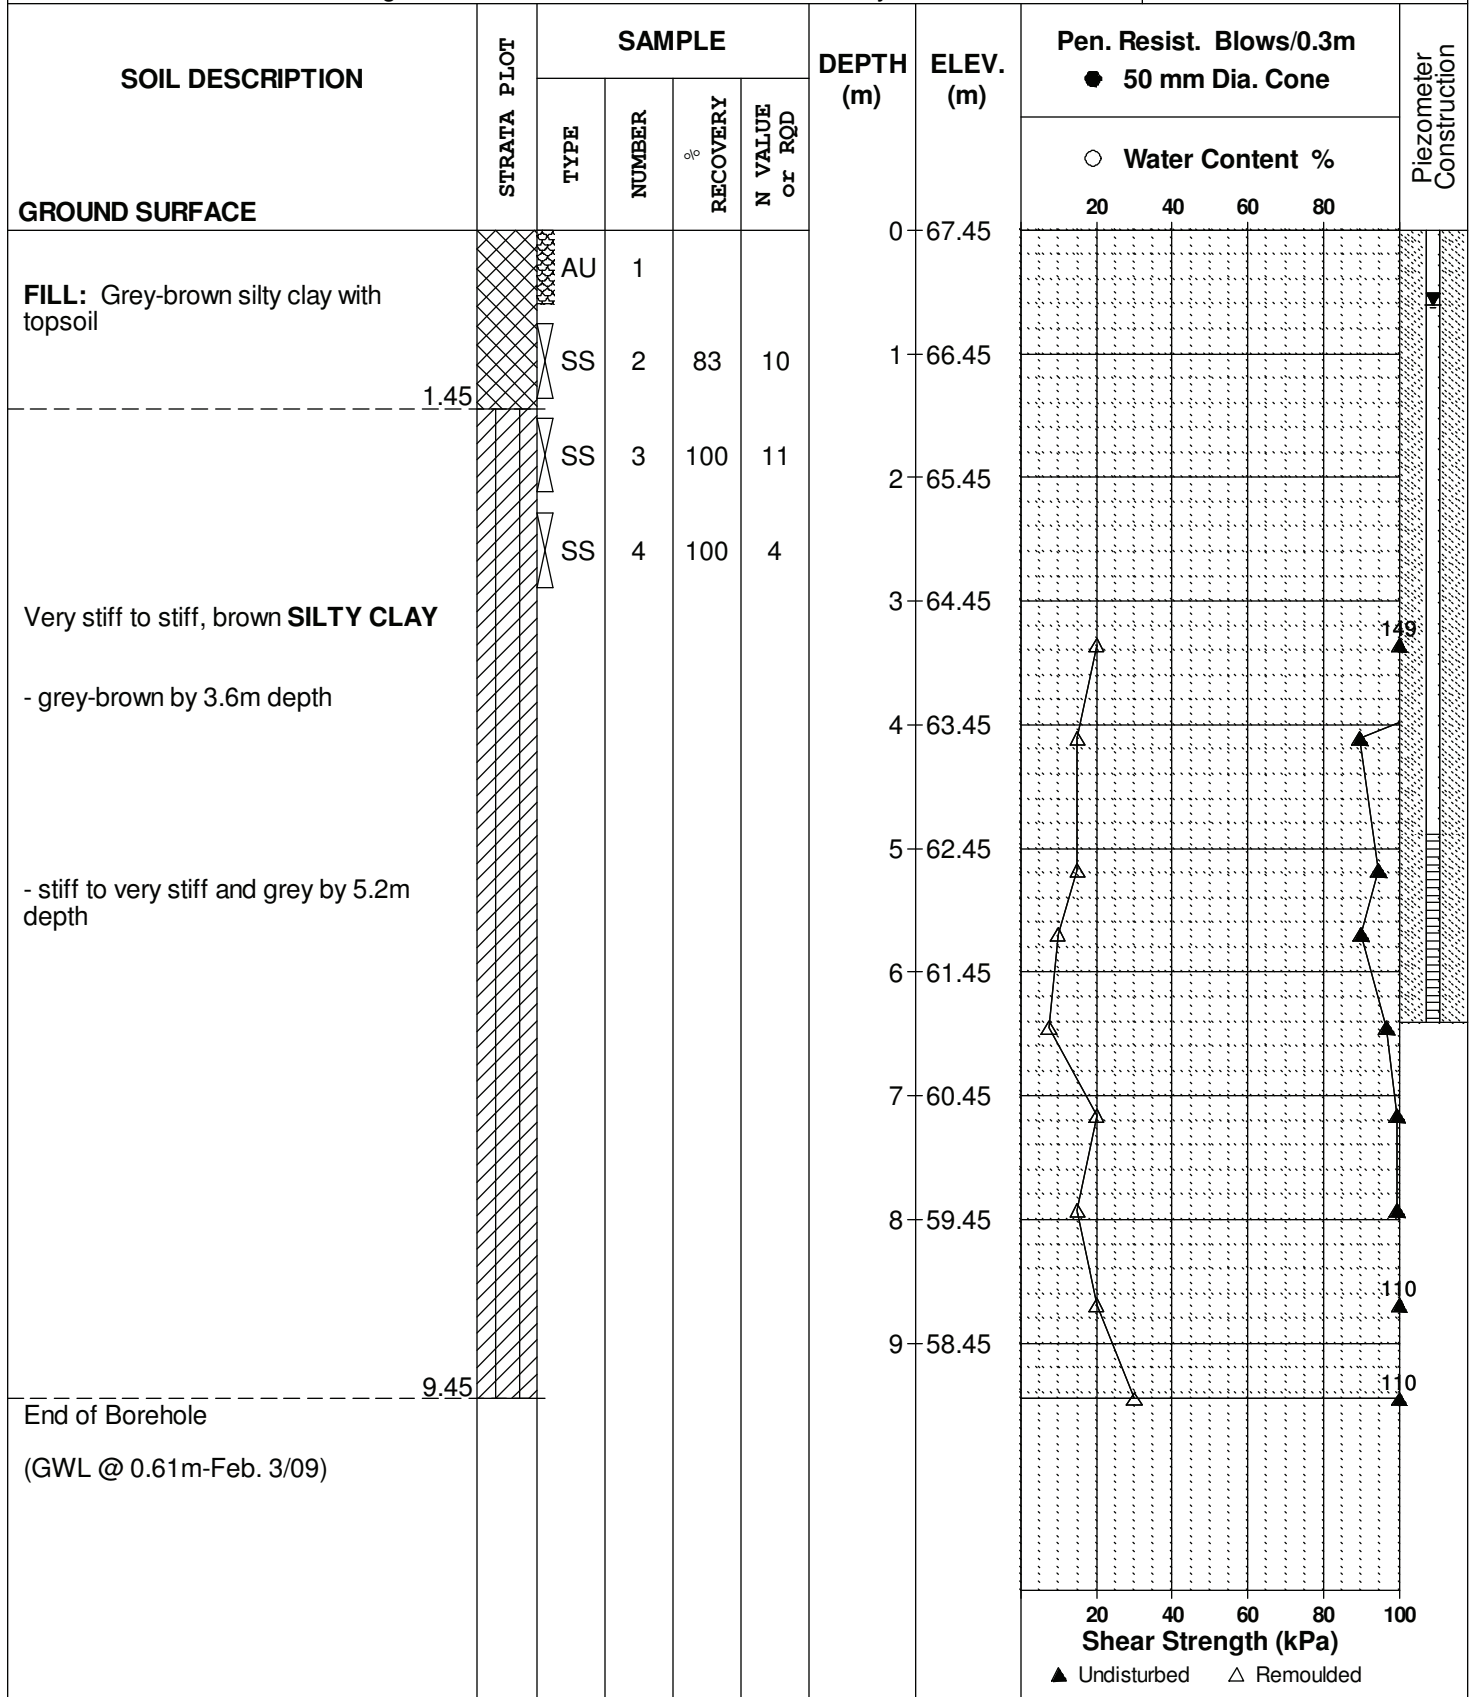 SOIL DESCRIPTION
GROUND SURFACE
STRATA PLOT
SAMPLE
TYPE
NUMBER
%
RECOVERY
N VALUE
or RQD
DEPTH
(m)
ELEV.
(m)
Pen. Resist. Blows/0.3m
● 50 mm Dia. Cone
○ Water Content %
20 40 60 80
Piezometer
Construction
0 67.45
AU 1
FILL: Grey-brown silty clay with
topsoil
SS 2 83 10
1 66.45
1.45
SS 3 100 11
2 65.45
SS 4 100 4
3 64.45
Very stiff to stiff, brown SILTY CLAY
149
- grey-brown by 3.6m depth
4 63.45
5 62.45
- stiff to very stiff and grey by 5.2m
depth
6 61.45
7 60.45
8 59.45
110
9 58.45
9.45
110
End of Borehole
(GWL @ 0.61m-Feb. 3/09)
20 40 60 80 100
Shear Strength (kPa)
▲ Undisturbed △ Remoulded